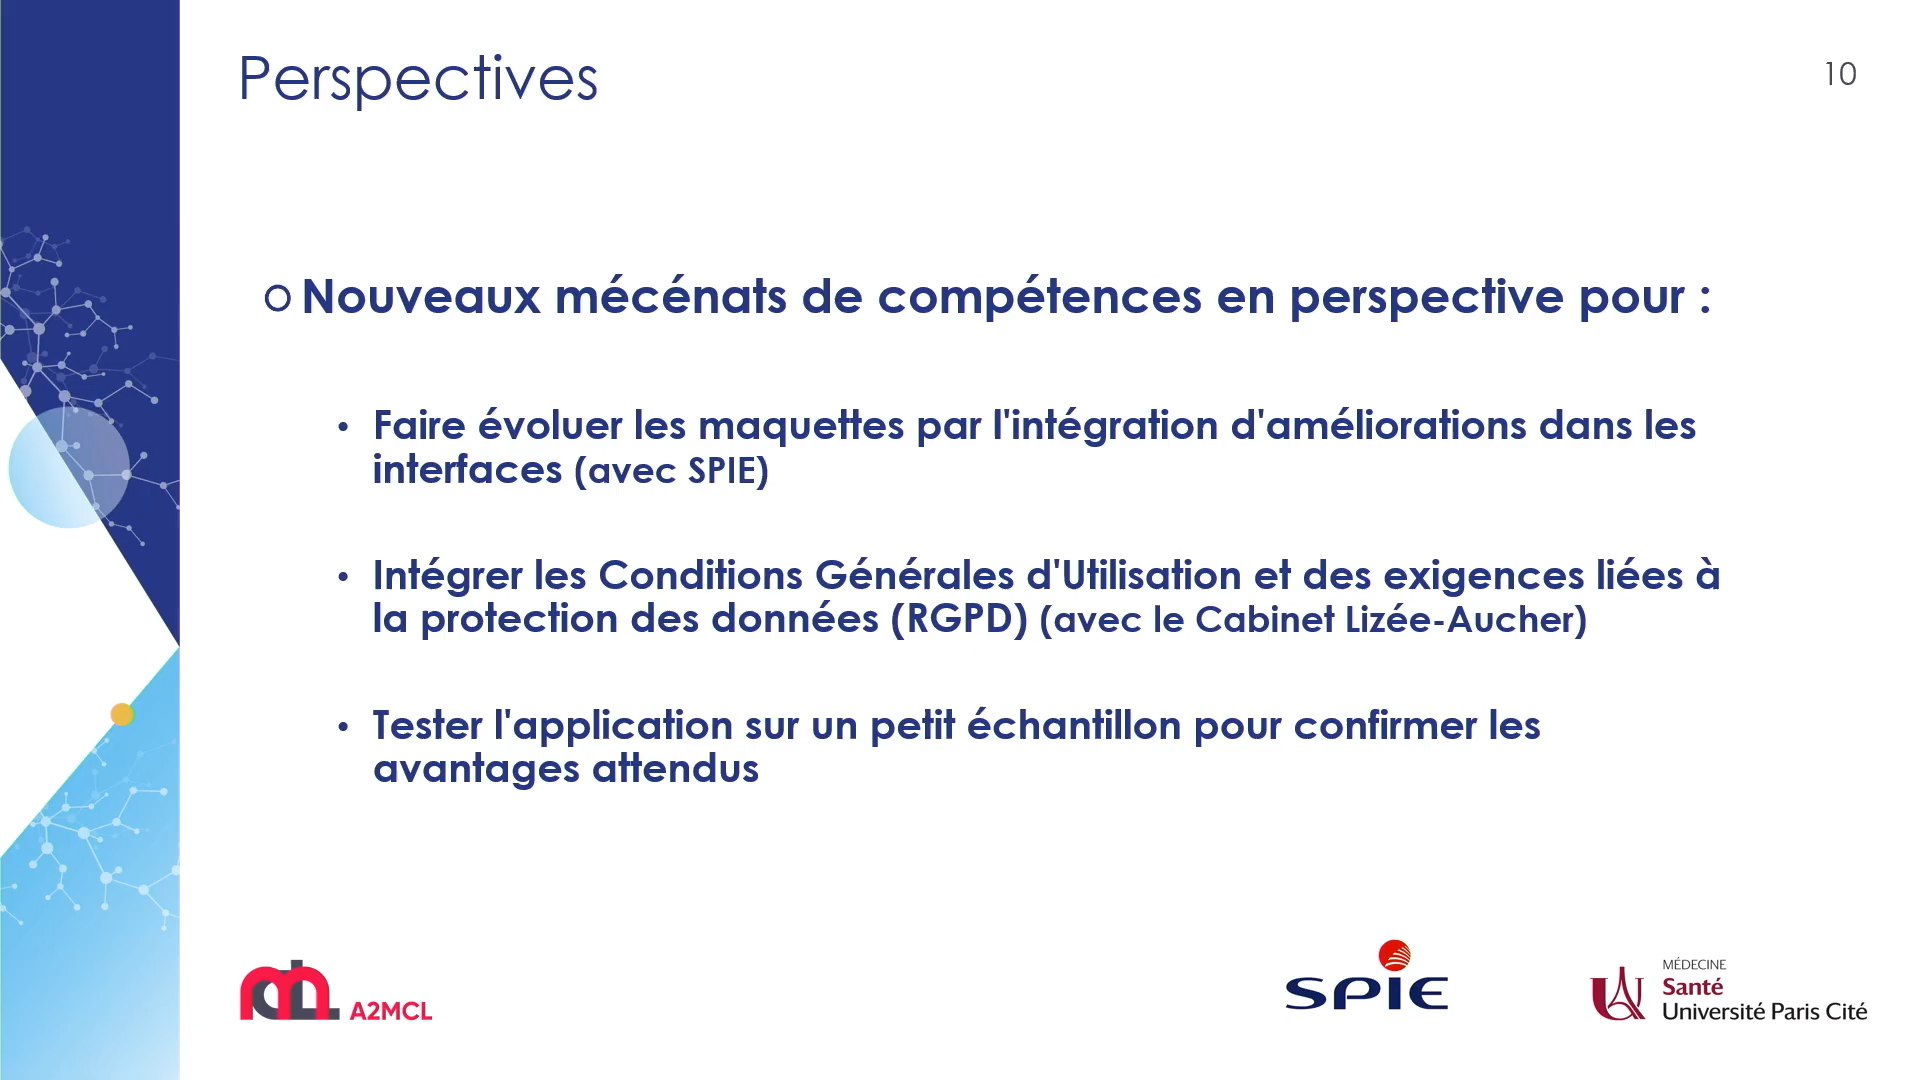 Perspectives
10
Nouveaux mécénats de compétences en perspective pour :
• Faire évoluer les maquettes par l'intégration d'améliorations dans les
interfaces (avec SPIE)
• Intégrer les Conditions Générales d'Utilisation et des exigences liées à
la protection des données (RGPD) (avec le Cabinet Lizée-Aucher)
• Tester l'application sur un petit échantillon pour confirmer les
avantages attendus
A2MCL
SPIE
MÉDECINE
Santé
Université Paris Cité